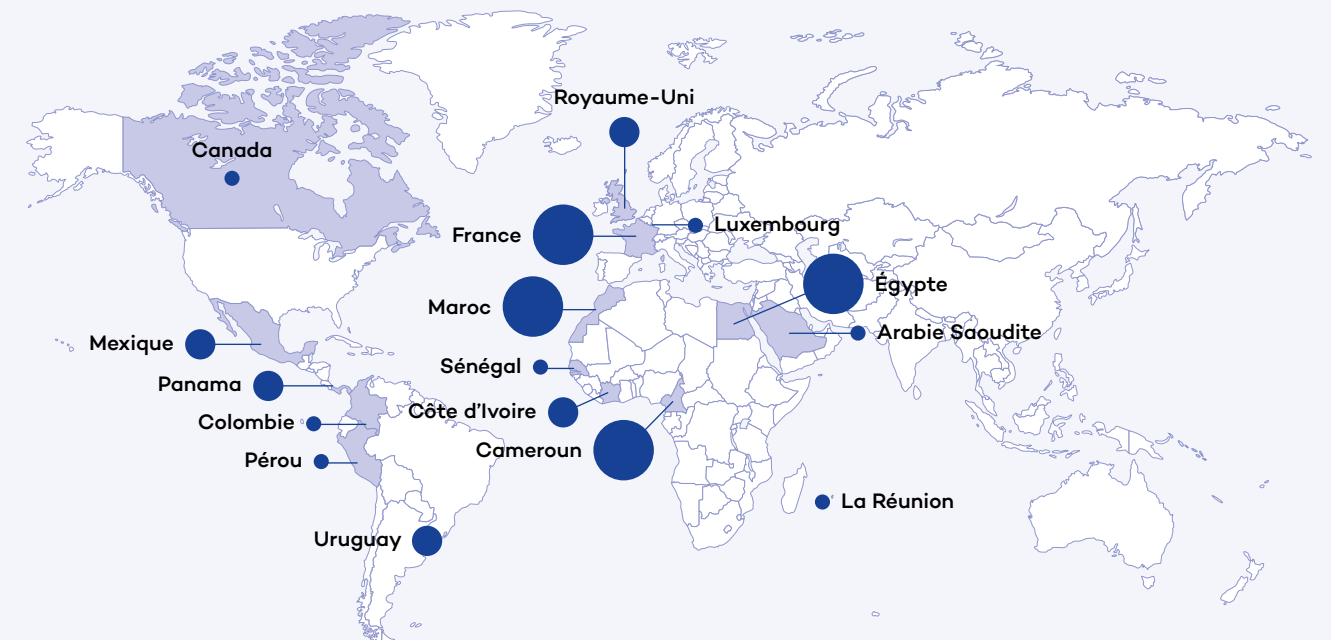 Royaume-Uni
Canada
Luxembourg
France
Égypte
Maroc
Arabie Saoudite
Mexique
Sénégal
Panama
Côte d'Ivoire
Colombie
Cameroun
Pérou
La Réunion
Uruguay